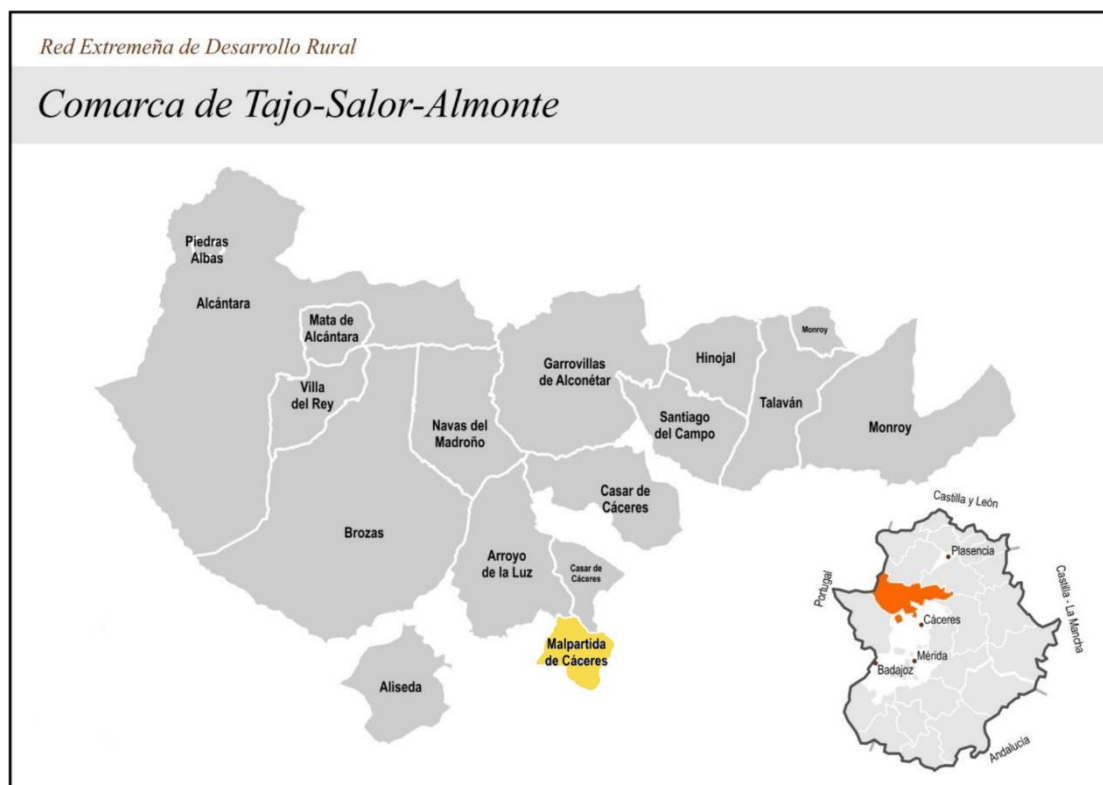 Red Extremeña de Desarrollo Rural
Comarca de Tajo-Salor-Almonte
Piedras
Albas
Alcántara
Mata de
Alcántara
Villa
del Rey
Navas del
Madroño
Garrovillas
de Alconétar
Hinojal
Monroy
Santiago
del Campo
Talaván
Monroy
Brozas
Casar de
Cáceres
Arroyo
de la Luz
Casar de
Cáceres
Malpartida
de Cáceres
Aliseda
Castilla y León
Plasencia
Portugal
Castilla - La Mancha
Cáceres
Mérida
Badajoz
Andalucía